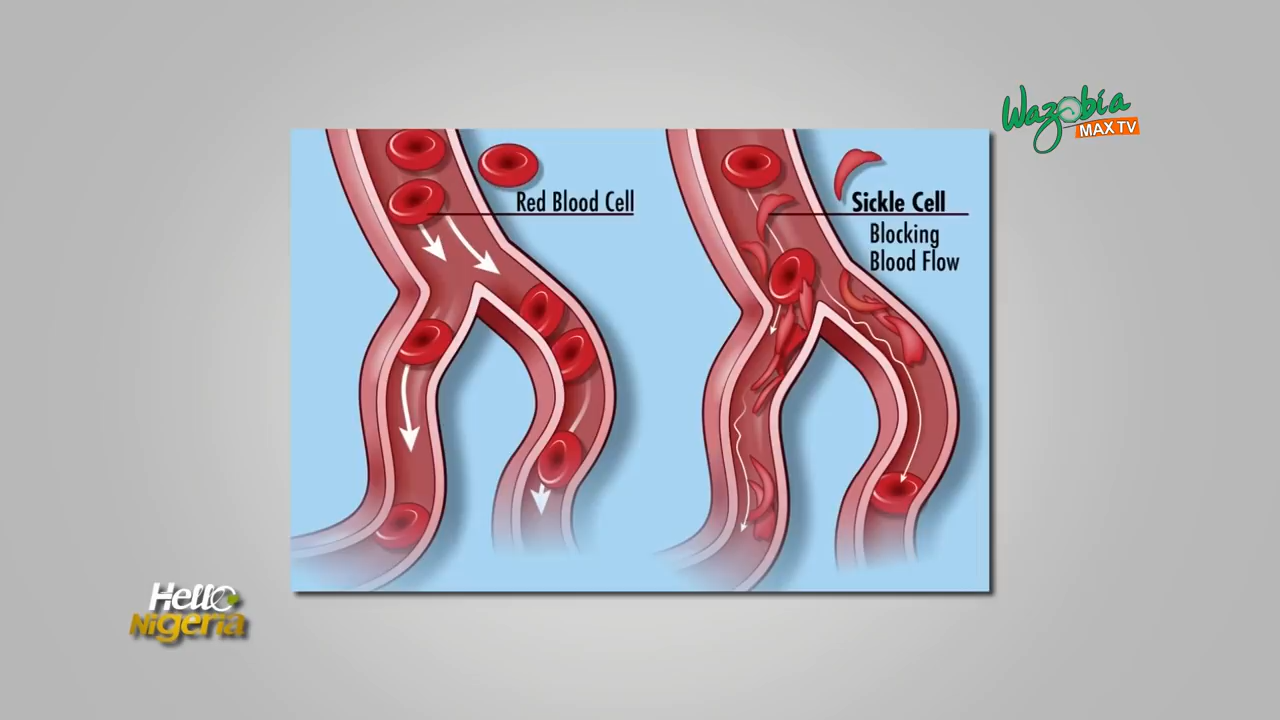 Wazobia
MAX TV
Red Blood Cell
Sickle Cell
Blocking
Blood Flow
Hello
Nigeria